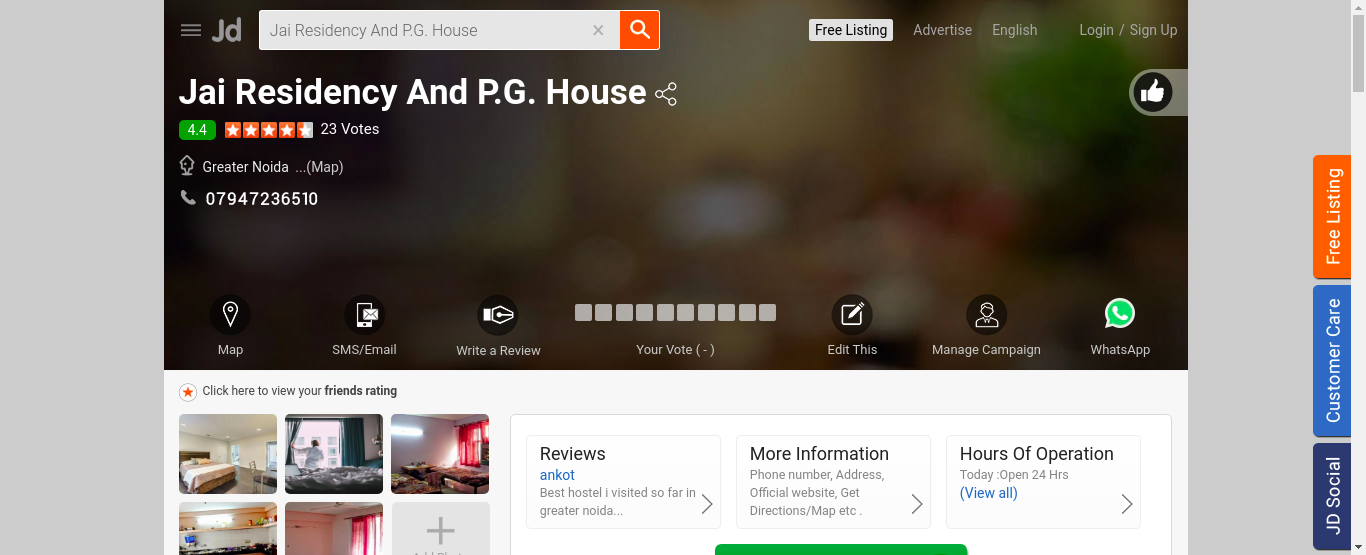 Jd
Jai Residency And P.G. House
Free Listing
Advertise
English
Login / Sign Up
Jai Residency And P.G. House
4.4
23 Votes
Greater Noida ...(Map)
07947236510
Map
SMS/Email
Write a Review
Your Vote ( - )
Edit This
Manage Campaign
WhatsApp
Free Listing
Customer Care
JD Social
Click here to view your friends rating
Reviews
ankot
Best hostel i visited so far in
greater noida...
More Information
Phone number, Address,
Official website, Get
Directions/Map etc .
Hours Of Operation
Today :Open 24 Hrs
(View all)